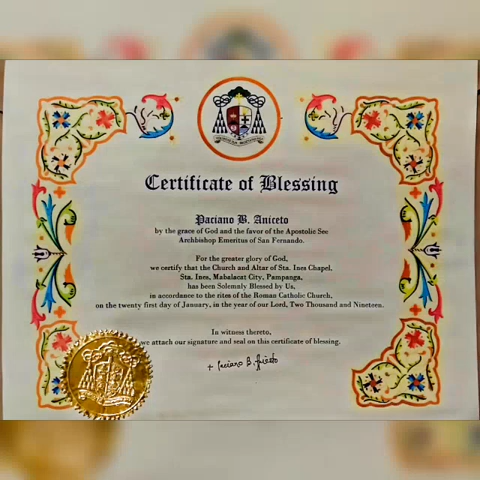 Certificate of Blessing
Paciano B. Aniceto
by the grace of God and the favor of the Apostolic See
Archbishop Emeritus of San Fernando.
For the greater glory of God,
we certify that the Church and Altar of Sta. Ines Chapel,
Sta. Ines, Mabalacat City, Pampanga,
has been Solemnly Blessed by Us,
in accordance to the rites of the Roman Catholic Church,
on the twenty first day of January, in the year of our Lord, Two Thousand and Nineteen.
In witness thereto,
we attach our signature and seal on this certificate of blessing.
+ Paciano B. Aniceto